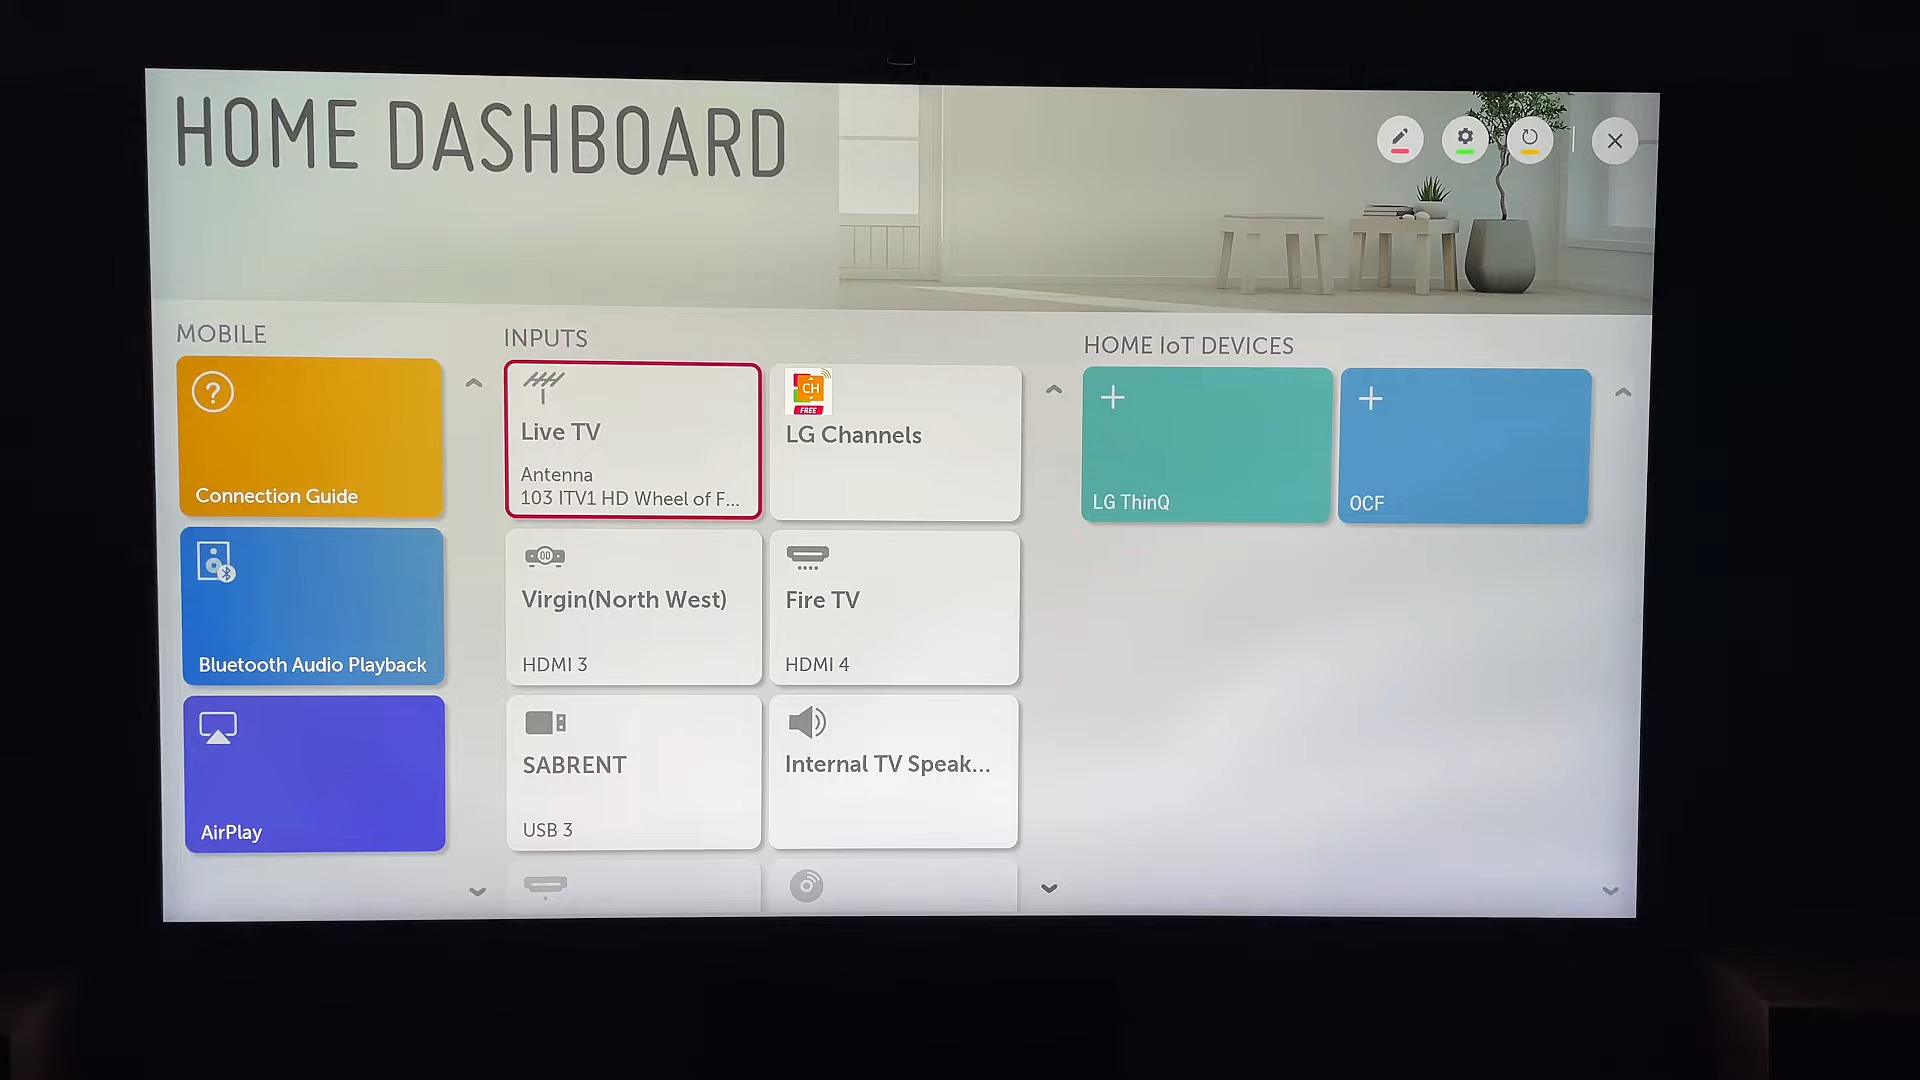 HOME DASHBOARD
MOBILE
?
Connection Guide
Bluetooth Audio Playback
AirPlay
INPUTS
Live TV
Antenna
103 ITV1 HD Wheel of F...
CH
FREE
LG Channels
Virgin(North West)
HDMI 3
Fire TV
HDMI 4
SABRENT
USB 3
Internal TV Speak...
HOME IoT DEVICES
LG ThinQ
OCF